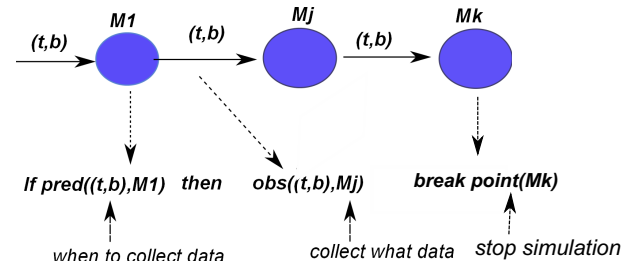 M1 Mj Mk
(t,b) (t,b) (t,b)
If pred((t,b),M1) then obs((t,b),Mj) break point(Mk)
when to collect data collect what data stop simulation